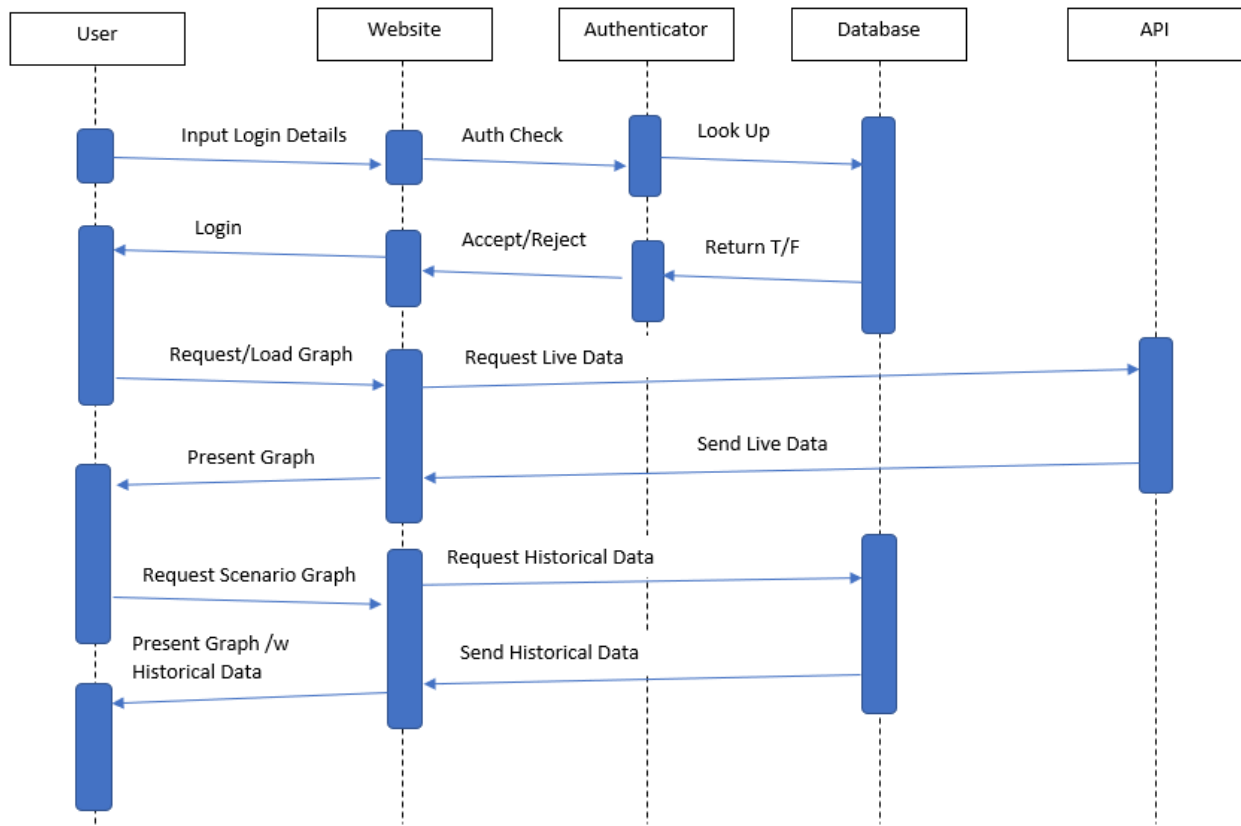 User
Website
Authenticator
Database
API
Input Login Details
Auth Check
Look Up
Login
Accept/Reject
Return T/F
Request/Load Graph
Request Live Data
Send Live Data
Present Graph
Request Historical Data
Request Scenario Graph
Present Graph /w
Historical Data
Send Historical Data